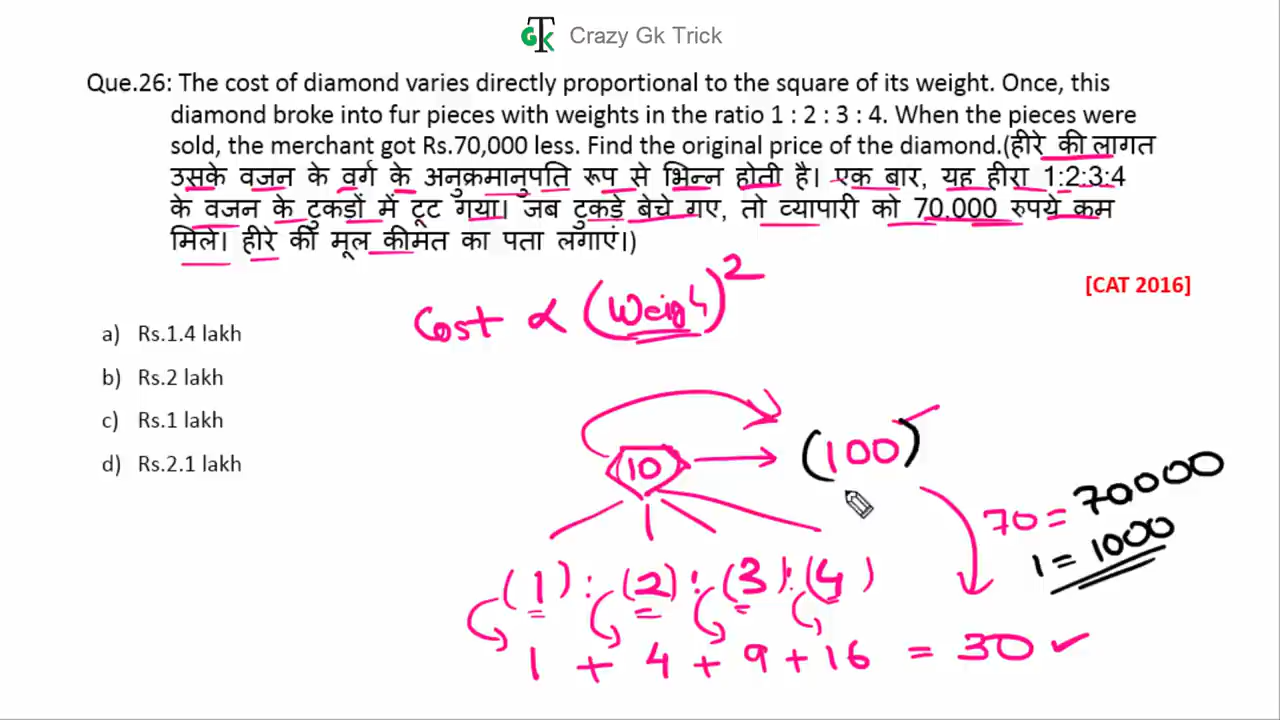 GTK Crazy Gk Trick
Que.26: The cost of diamond varies directly proportional to the square of its weight. Once, this
diamond broke into fur pieces with weights in the ratio 1 : 2 : 3 : 4. When the pieces were
sold, the merchant got Rs.70,000 less. Find the original price of the diamond.(हीरे की लागत
उसके वजन के वर्ग के अनुक्रमानुपति रूप से भिन्न होती है। एक बार, यह हीरा 1:2:3:4
के वजन के टुकड़ों में टूट गया। जब टुकड़े बेचे गए, तो व्यापारी को 70,000 रुपये कम
मिले। हीरे की मूल कीमत का पता लगाएं।)
[CAT 2016]
Cost ∝ (Weight)²
a) Rs.1.4 lakh
b) Rs.2 lakh
c) Rs.1 lakh
d) Rs.2.1 lakh
10 → (100)
70 = 70000
1 = 1000
(1) : (2) : (3) : (4)
1 + 4 + 9 + 16 = 30 ✓